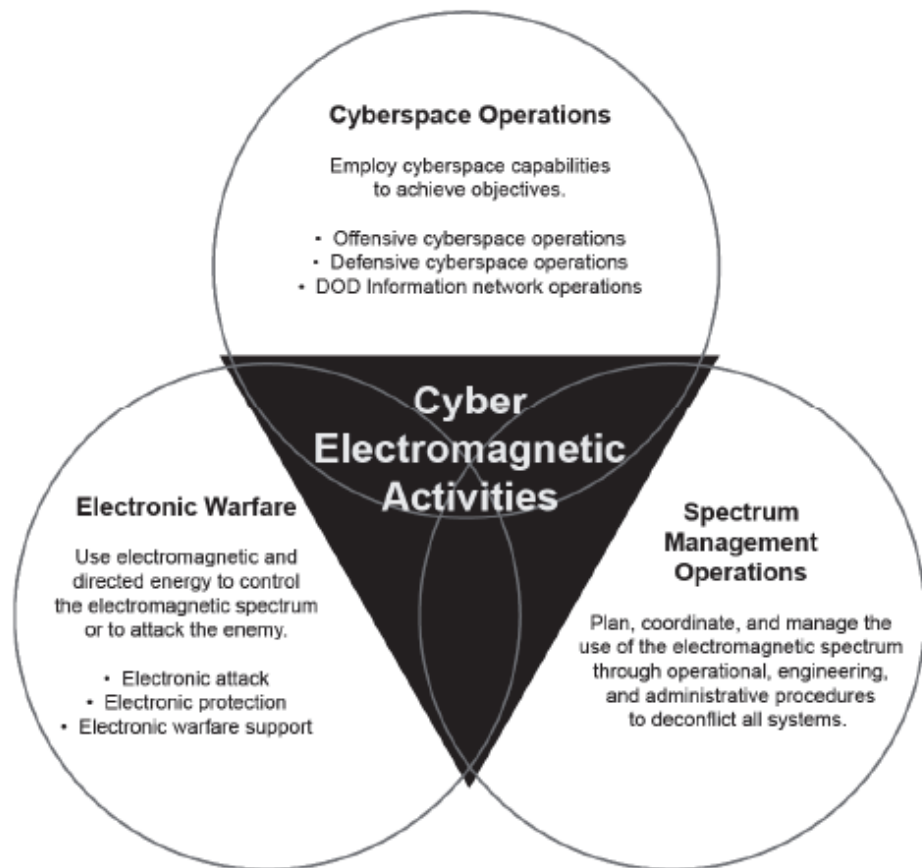 Cyberspace Operations
Employ cyberspace capabilities
to achieve objectives.
• Offensive cyberspace operations
• Defensive cyberspace operations
• DOD Information network operations
Cyber
Electromagnetic
Activities
Electronic Warfare
Use electromagnetic and
directed energy to control
the electromagnetic spectrum
or to attack the enemy.
• Electronic attack
• Electronic protection
• Electronic warfare support
Spectrum
Management
Operations
Plan, coordinate, and manage the
use of the electromagnetic spectrum
through operational, engineering,
and administrative procedures
to deconflict all systems.